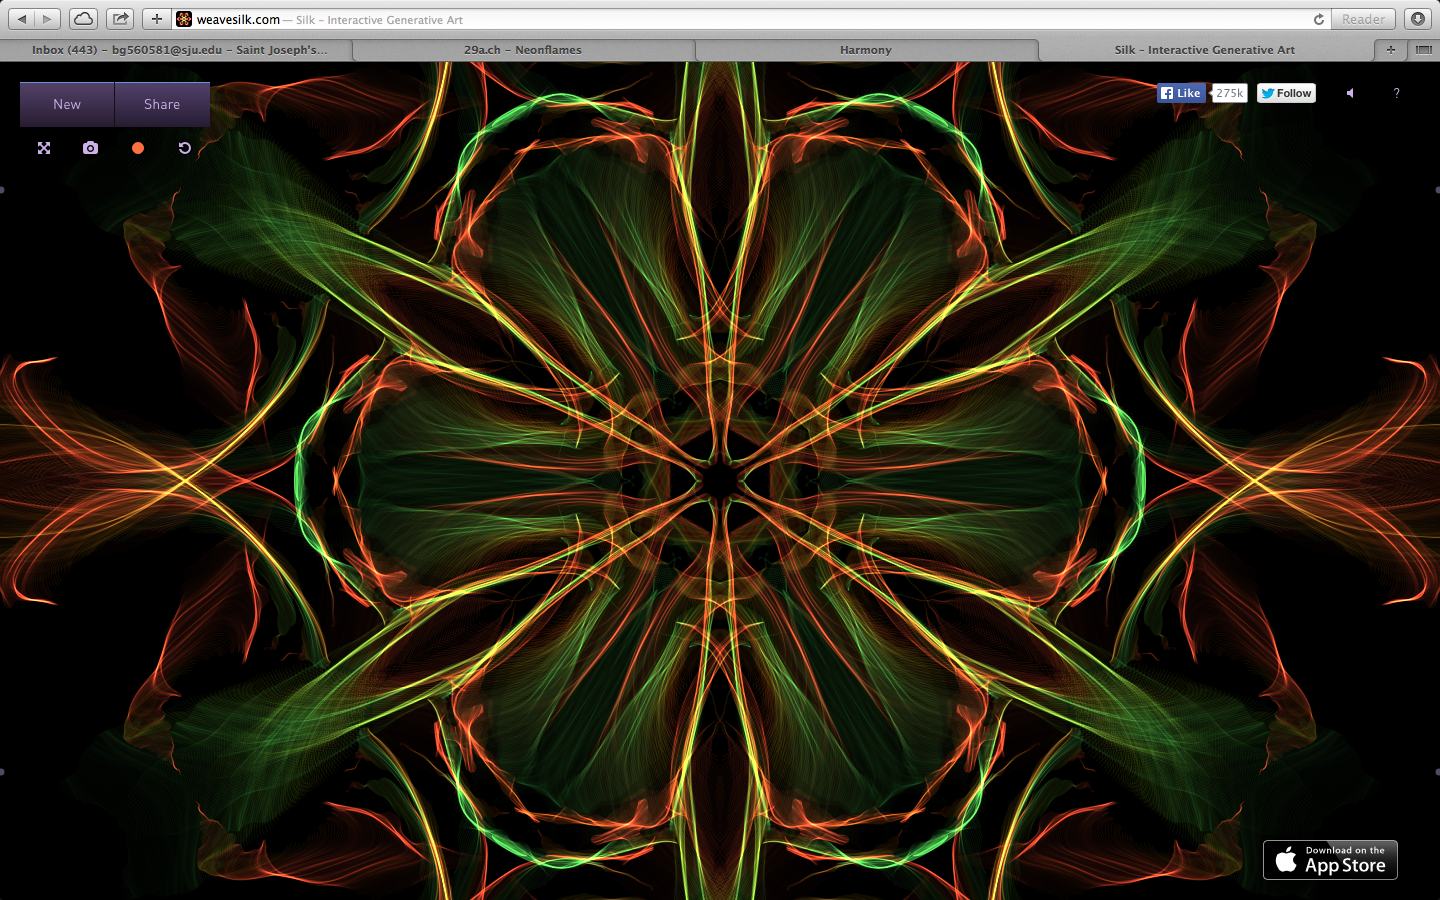 weavesilk.com — Silk – Interactive Generative Art
Reader
Inbox (443) – bg560581@sju.edu – Saint Joseph's...
29a.ch – Neonflames
Harmony
Silk – Interactive Generative Art
New
Share
Like
275k
Follow
?
Download on the
App Store